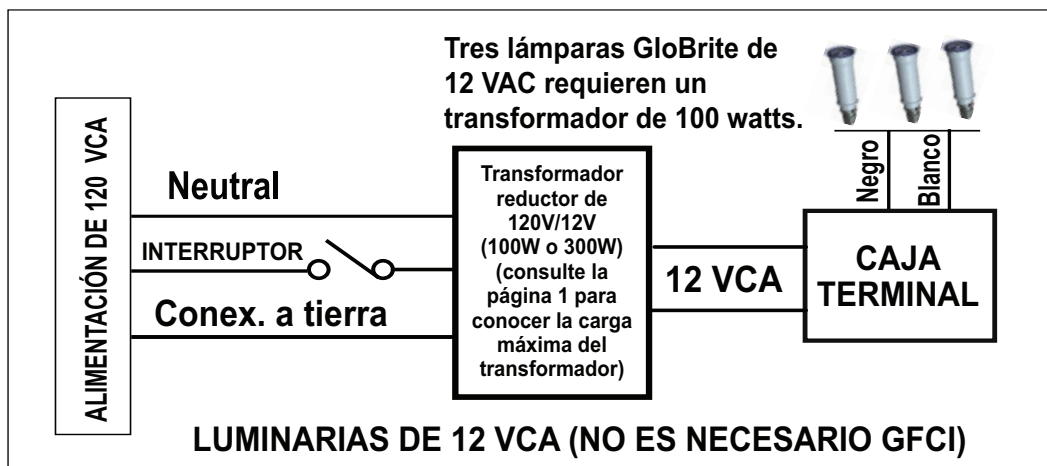 Tres lámparas GloBrite de
12 VAC requieren un
transformador de 100 watts.
ALIMENTACIÓN DE 120 VCA
Neutral
INTERRUPTOR
Conex. a tierra
Transformador
reductor de
120V/12V
(100W o 300W)
(consulte la
página 1 para
conocer la carga
máxima del
transformador)
12 VCA
Negro
Blanco
CAJA
TERMINAL
LUMINARIAS DE 12 VCA (NO ES NECESARIO GFCI)